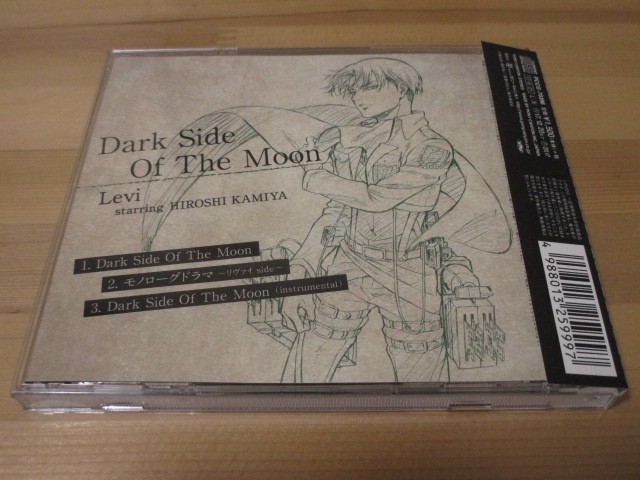 Dark Side
Of The Moon
Levi
starring HIROSHI KAMIYA
1. Dark Side Of The Moon
2. モノローグドラマ ～リヴァイ side～
3. Dark Side Of The Moon (instrumental)
4 988013 259997